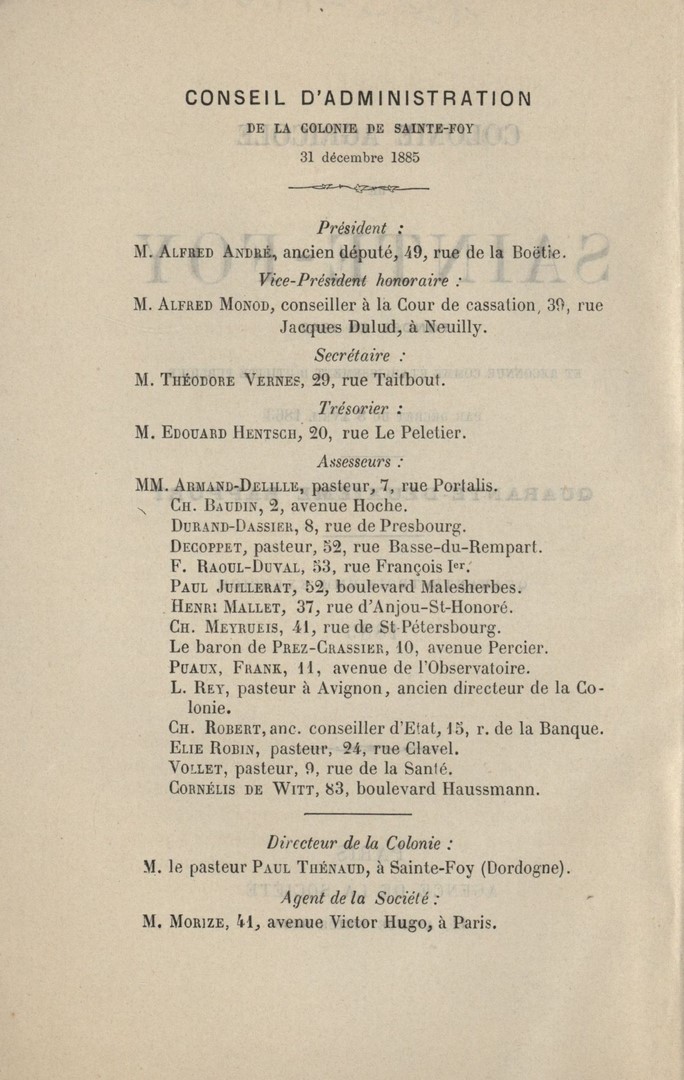 CONSEIL D'ADMINISTRATION
DE LA COLONIE DE SAINTE-FOY
31 décembre 1885
Président :
M. ALFRED ANDRÉ, ancien député, 49, rue de la Boëtie.
Vice-Président honoraire :
M. ALFRED MONOD, conseiller à la Cour de cassation, 39, rue
Jacques Dulud, à Neuilly.
Secrétaire :
M. THÉODORE VERNES, 29, rue Taitbout.
Trésorier :
M. EDOUARD HENTSCH, 20, rue Le Peletier.
Assesseurs :
MM. ARMAND-DELILLE, pasteur, 7, rue Portalis.
CH. BAUDIN, 2, avenue Hoche.
DURAND-DASSIER, 8, rue de Presbourg.
DECOPPET, pasteur, 52, rue Basse-du-Rempart.
F. RAOUL-DUVAL, 53, rue François Ier.
PAUL JUILLERAT, 52, boulevard Malesherbes.
HENRI MALLET, 37, rue d'Anjou-St-Honoré.
CH. MEYRUEIS, 41, rue de St-Pétersbourg.
Le baron de PREZ-CRASSIER, 10, avenue Percier.
PUAUX, FRANK, 11, avenue de l'Observatoire.
L. REY, pasteur à Avignon, ancien directeur de la Co-
lonie.
CH. ROBERT, anc. conseiller d'Etat, 15, r. de la Banque.
ELIE ROBIN, pasteur, 24, rue Clavel.
VOLLET, pasteur, 9, rue de la Santé.
CORNÉLIS DE WITT, 83, boulevard Haussmann.
Directeur de la Colonie :
M. le pasteur PAUL THÉNAUD, à Sainte-Foy (Dordogne).
Agent de la Société :
M. MORIZE, 41, avenue Victor Hugo, à Paris.